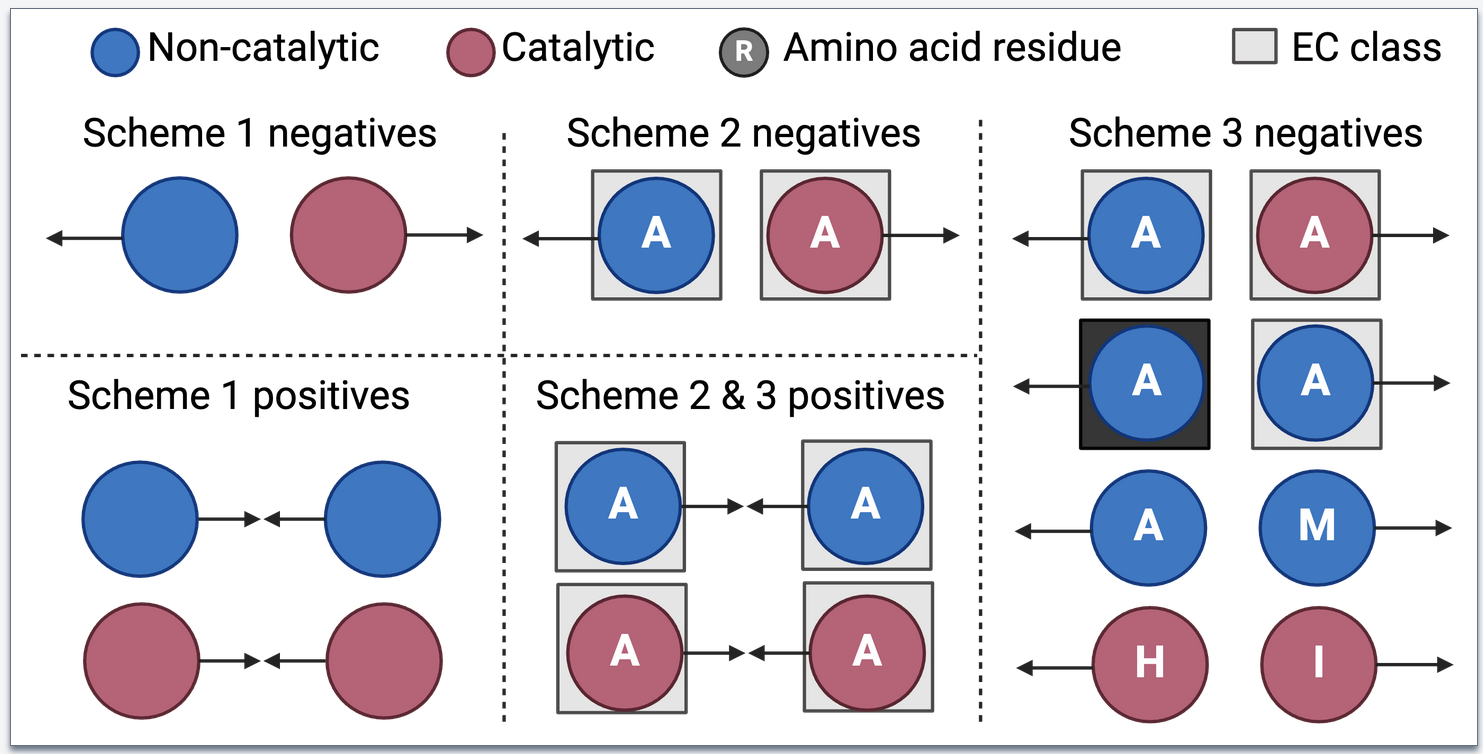 Non-catalytic Catalytic R Amino acid residue EC class
Scheme 1 negatives Scheme 2 negatives Scheme 3 negatives
A A A A
A A
Scheme 1 positives Scheme 2 & 3 positives
A A A M
A A H I